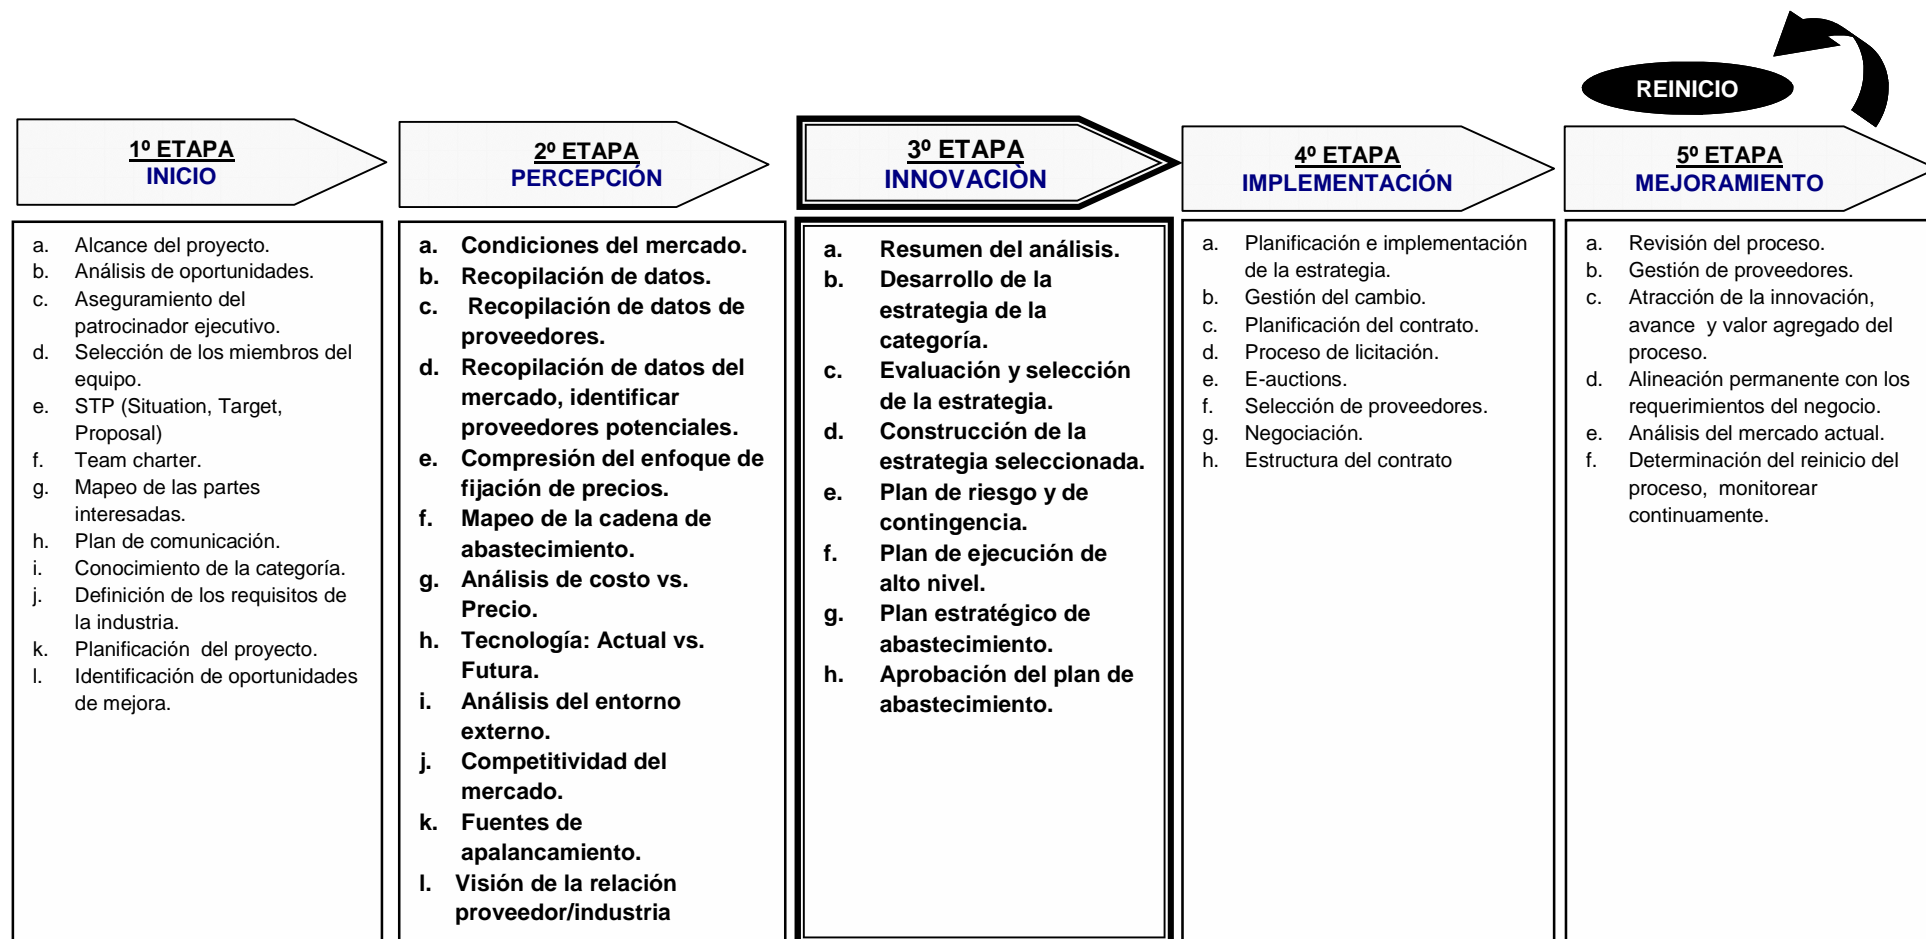 REINICIO
1º ETAPA
INICIO
a. Alcance del proyecto.
b. Análisis de oportunidades.
c. Aseguramiento del
patrocinador ejecutivo.
d. Selección de los miembros del
equipo.
e. STP (Situation, Target,
Proposal)
f. Team charter.
g. Mapeo de las partes
interesadas.
h. Plan de comunicación.
i. Conocimiento de la categoría.
j. Definición de los requisitos de
la industria.
k. Planificación del proyecto.
l. Identificación de oportunidades
de mejora.
2º ETAPA
PERCEPCIÓN
a. Condiciones del mercado.
b. Recopilación de datos.
c. Recopilación de datos de
proveedores.
d. Recopilación de datos del
mercado, identificar
proveedores potenciales.
e. Compresión del enfoque de
fijación de precios.
f. Mapeo de la cadena de
abastecimiento.
g. Análisis de costo vs.
Precio.
h. Tecnología: Actual vs.
Futura.
i. Análisis del entorno
externo.
j. Competitividad del
mercado.
k. Fuentes de
apalancamiento.
l. Visión de la relación
proveedor/industria
3º ETAPA
INNOVACIÒN
a. Resumen del análisis.
b. Desarrollo de la
estrategia de la
categoría.
c. Evaluación y selección
de la estrategia.
d. Construcción de la
estrategia seleccionada.
e. Plan de riesgo y de
contingencia.
f. Plan de ejecución de
alto nivel.
g. Plan estratégico de
abastecimiento.
h. Aprobación del plan de
abastecimiento.
4º ETAPA
IMPLEMENTACIÓN
a. Planificación e implementación
de la estrategia.
b. Gestión del cambio.
c. Planificación del contrato.
d. Proceso de licitación.
e. E-auctions.
f. Selección de proveedores.
g. Negociación.
h. Estructura del contrato
5º ETAPA
MEJORAMIENTO
a. Revisión del proceso.
b. Gestión de proveedores.
c. Atracción de la innovación,
avance y valor agregado del
proceso.
d. Alineación permanente con los
requerimientos del negocio.
e. Análisis del mercado actual.
f. Determinación del reinicio del
proceso, monitorear
continuamente.